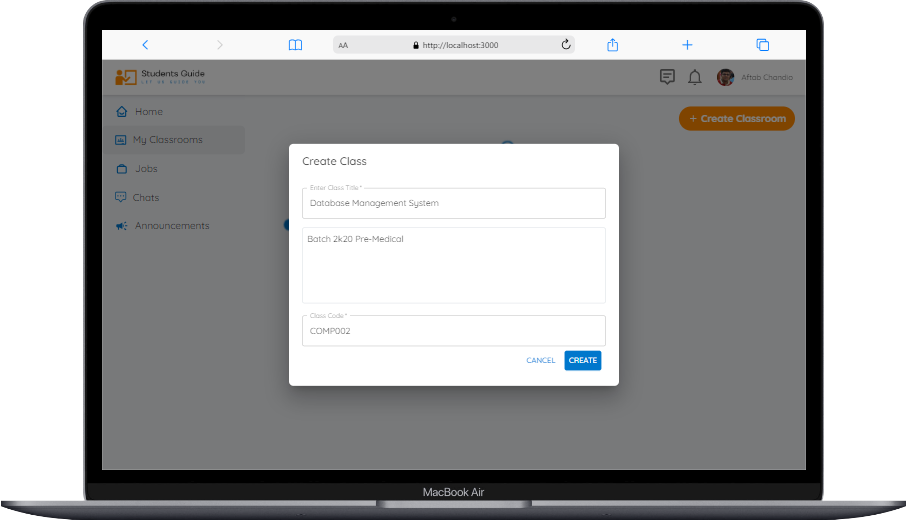 AA
http://localhost:3000
Students Guide
LET US GUIDE YOU
Aftab Chandio
Home
+ Create Classroom
My Classrooms
Jobs
Chats
Announcements
Create Class
Enter Class Title *
Database Management System
Batch 2k20 Pre-Medical
Class Code *
COMP002
CANCEL
CREATE
MacBook Air